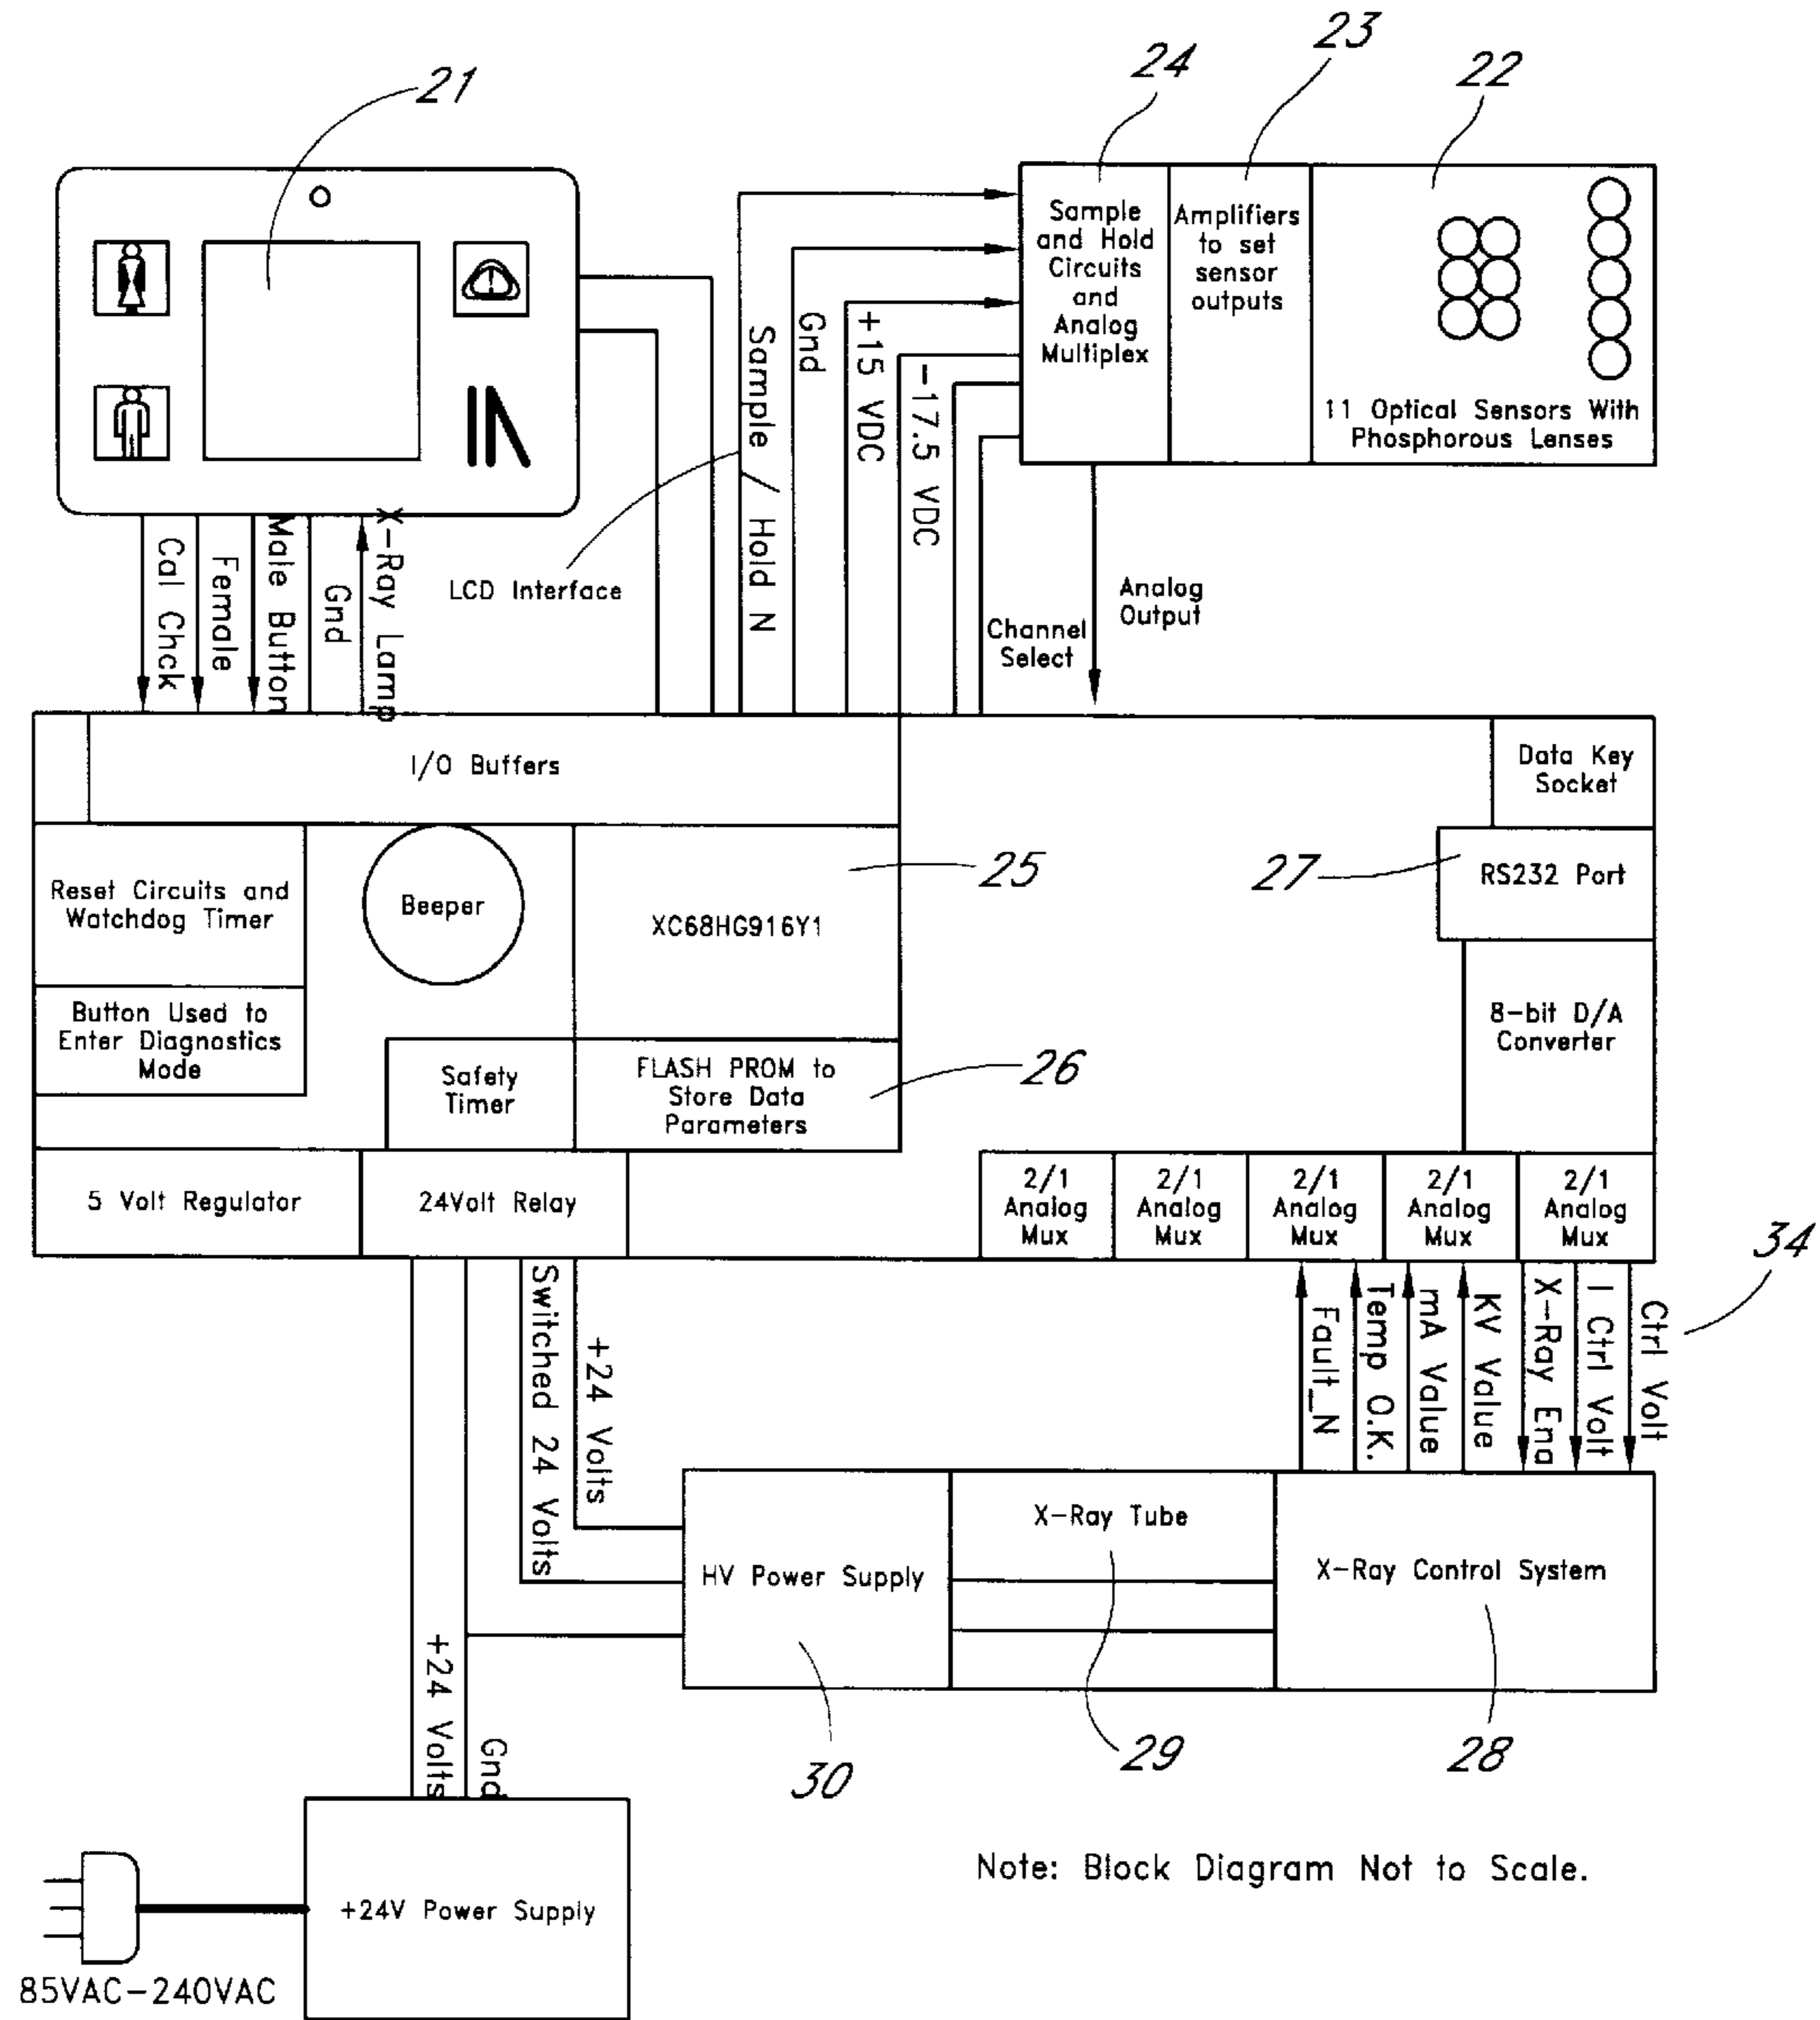 21
24
23
22
Sample
and Hold
Circuits
and
Analog
Multiplex
Amplifiers
to set
sensor
outputs
11 Optical Sensors With
Phosphorous Lenses
Cal Chck
Female
Male Button
Gnd
X-Ray Lamp
LCD Interface
Sample / Hold N
Gnd
+15 VDC
-17.5 VDC
Channel
Select
Analog
Output
I/O Buffers
Data Key
Socket
Reset Circuits and
Watchdog Timer
Beeper
XC68HG916Y1
25
27
RS232 Port
Button Used to
Enter Diagnostics
Mode
Safety
Timer
FLASH PROM to
Store Data
Parameters
26
8-bit D/A
Converter
5 Volt Regulator
24Volt Relay
2/1
Analog
Mux
2/1
Analog
Mux
2/1
Analog
Mux
2/1
Analog
Mux
2/1
Analog
Mux
34
Switched 24 Volts
+24 Volts
Fault_N
Temp O.K.
mA Value
KV Value
X-Ray Ena
I Ctrl Volt
Ctrl Volt
HV Power Supply
X-Ray Tube
X-Ray Control System
+24 Volts
Gnd
30
29
28
+24V Power Supply
85VAC-240VAC
Note: Block Diagram Not to Scale.